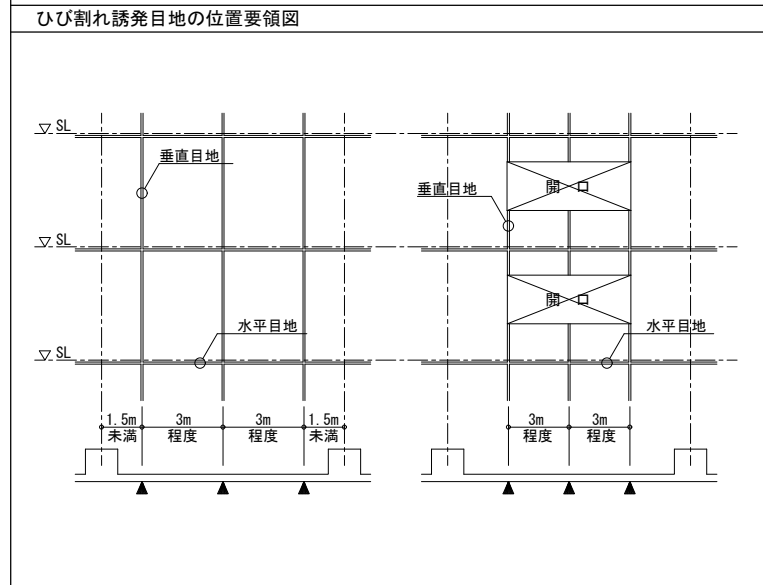 ひび割れ誘発目地の位置要領図
▽ SL
垂直目地
垂直目地
開 口
▽ SL
開 口
水平目地
水平目地
▽ SL
1.5m 3m 3m 1.5m
未満 程度 程度 未満
3m 3m
程度 程度